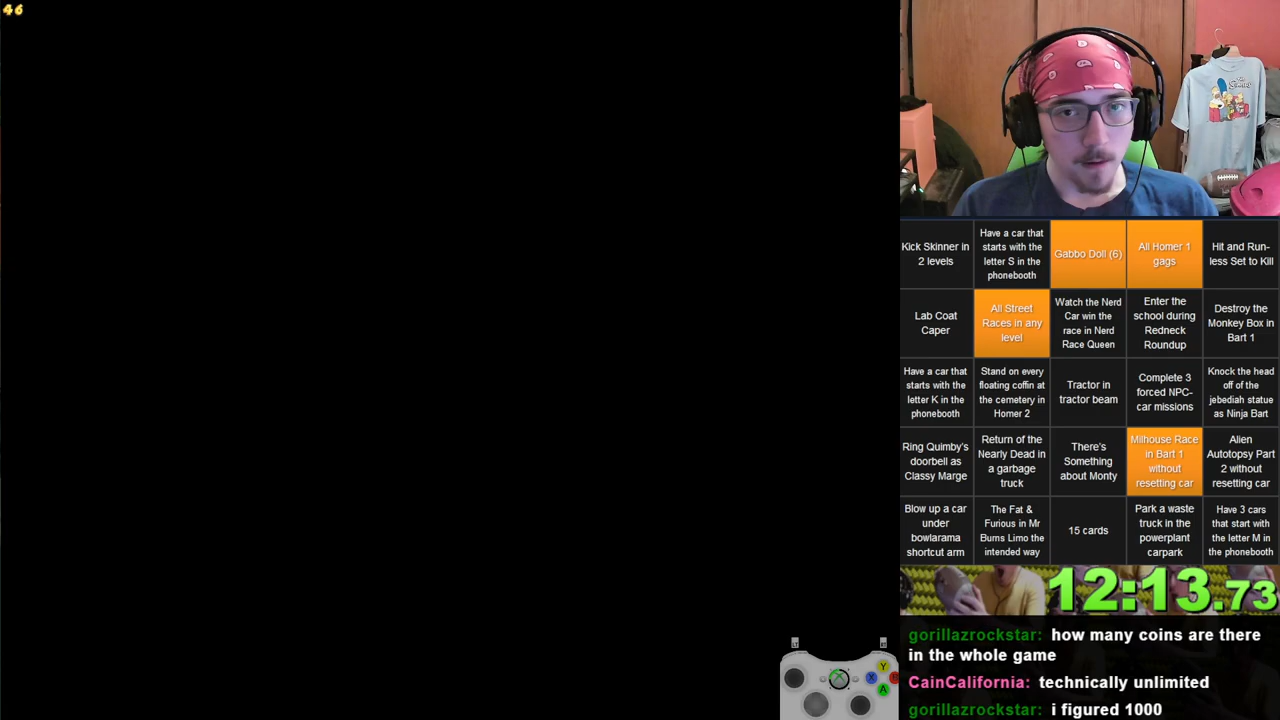 46
Kick Skinner in
2 levels
Have a car that
starts with the
letter S in the
phonebooth
Gabbo Doll (6)
All Homer 1
gags
Hit and Run-
less Set to Kill
Lab Coat
Caper
All Street
Races in any
level
Watch the Nerd
Car win the
race in Nerd
Race Queen
Enter the
school during
Redneck
Roundup
Destroy the
Monkey Box in
Bart 1
Have a car that
starts with the
letter K in the
phonebooth
Stand on every
floating coffin at
the cemetery in
Homer 2
Tractor in
tractor beam
Complete 3
forced NPC-
car missions
Knock the head
off of the
jebediah statue
as Ninja Bart
Ring Quimby's
doorbell as
Classy Marge
Return of the
Nearly Dead in
a garbage
truck
There's
Something
about Monty
Milhouse Race
in Bart 1
without
resetting car
Alien
Autotopsy Part
2 without
resetting car
Blow up a car
under
bowlarama
shortcut arm
The Fat &
Furious in Mr
Burns Limo the
intended way
15 cards
Park a waste
truck in the
powerplant
carpark
Have 3 cars
that start with
the letter M in
the phonebooth
12:13.73
gorillazrockstar: how many coins are there
in the whole game
CainCalifornia: technically unlimited
gorillazrockstar: i figured 1000
Y
X
A